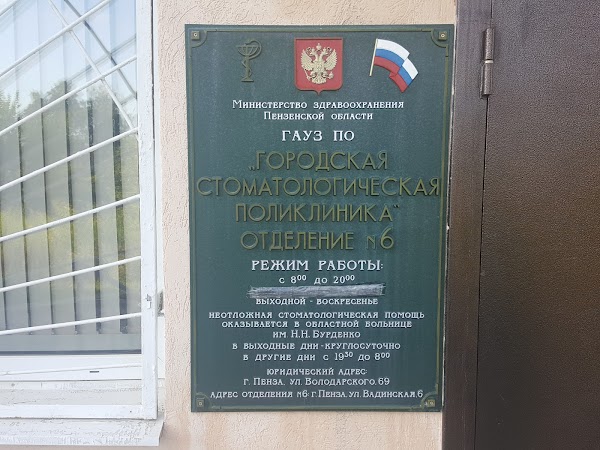 Министерство здравоохранения
Пензенской области
ГАУЗ ПО
„ГОРОДСКАЯ
СТОМАТОЛОГИЧЕСКАЯ
ПОЛИКЛИНИКА"
ОТДЕЛЕНИЕ №6
РЕЖИМ РАБОТЫ:
с 8⁰⁰ до 20⁰⁰
выходной - воскресенье
неотложная стоматологическая помощь
оказывается в областной больнице
им Н.Н. Бурденко
в выходные дни-круглосуточно
в другие дни с 19³⁰ до 8⁰⁰
юридический адрес:
г. Пенза. ул. Володарского. 69
адрес отделения №6: г. Пенза. ул. Вадинская. 6